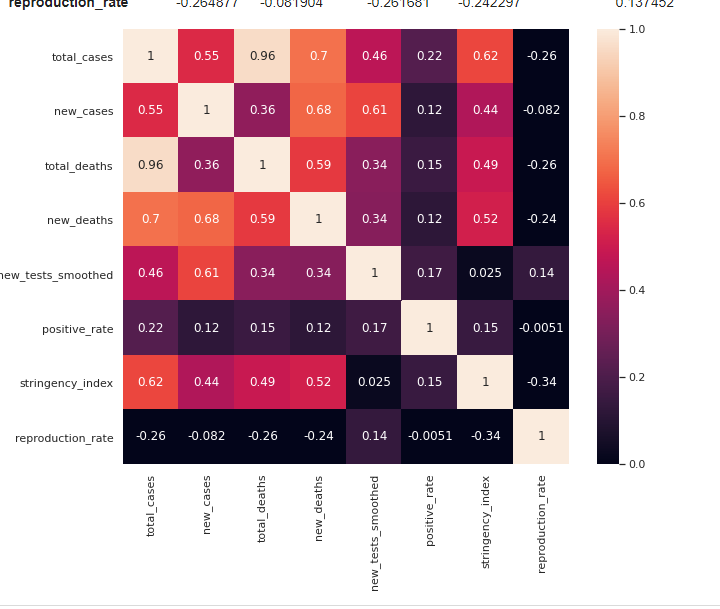 reproduction_rate -0.264877 -0.081904 -0.261681 -0.242297 0.137452
total_cases 1 0.55 0.96 0.7 0.46 0.22 0.62 -0.26
new_cases 0.55 1 0.36 0.68 0.61 0.12 0.44 -0.082
total_deaths 0.96 0.36 1 0.59 0.34 0.15 0.49 -0.26
new_deaths 0.7 0.68 0.59 1 0.34 0.12 0.52 -0.24
new_tests_smoothed 0.46 0.61 0.34 0.34 1 0.17 0.025 0.14
positive_rate 0.22 0.12 0.15 0.12 0.17 1 0.15 -0.0051
stringency_index 0.62 0.44 0.49 0.52 0.025 0.15 1 -0.34
reproduction_rate -0.26 -0.082 -0.26 -0.24 0.14 -0.0051 -0.34 1
total_cases
new_cases
total_deaths
new_deaths
new_tests_smoothed
positive_rate
stringency_index
reproduction_rate
1.0
0.8
0.6
0.4
0.2
0.0